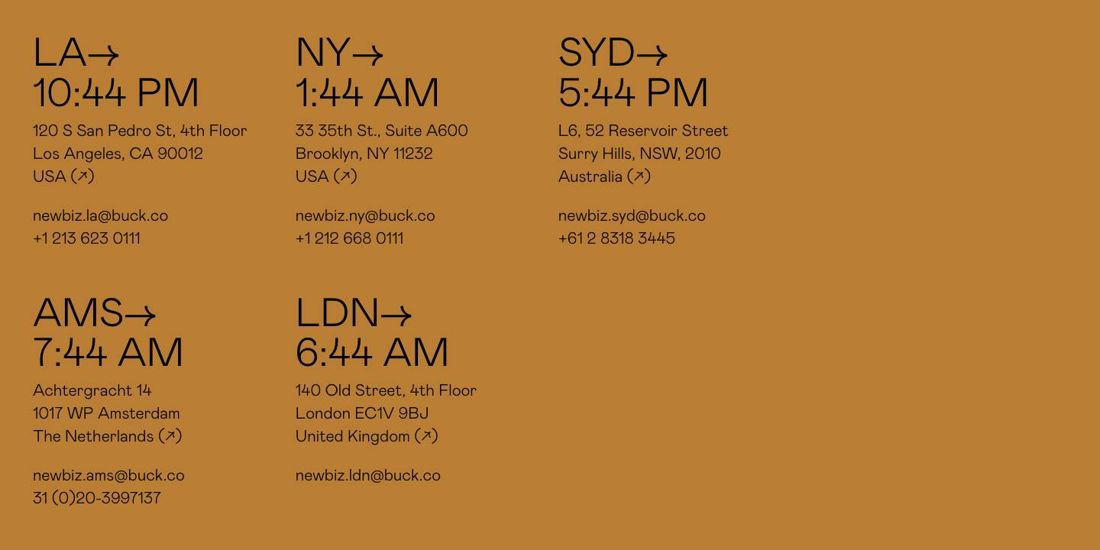 LA→
10:44 PM
120 S San Pedro St, 4th Floor
Los Angeles, CA 90012
USA (↗)
newbiz.la@buck.co
+1 213 623 0111
NY→
1:44 AM
33 35th St., Suite A600
Brooklyn, NY 11232
USA (↗)
newbiz.ny@buck.co
+1 212 668 0111
SYD→
5:44 PM
L6, 52 Reservoir Street
Surry Hills, NSW, 2010
Australia (↗)
newbiz.syd@buck.co
+61 2 8318 3445
AMS→
7:44 AM
Achtergracht 14
1017 WP Amsterdam
The Netherlands (↗)
newbiz.ams@buck.co
31 (0)20-3997137
LDN→
6:44 AM
140 Old Street, 4th Floor
London EC1V 9BJ
United Kingdom (↗)
newbiz.ldn@buck.co